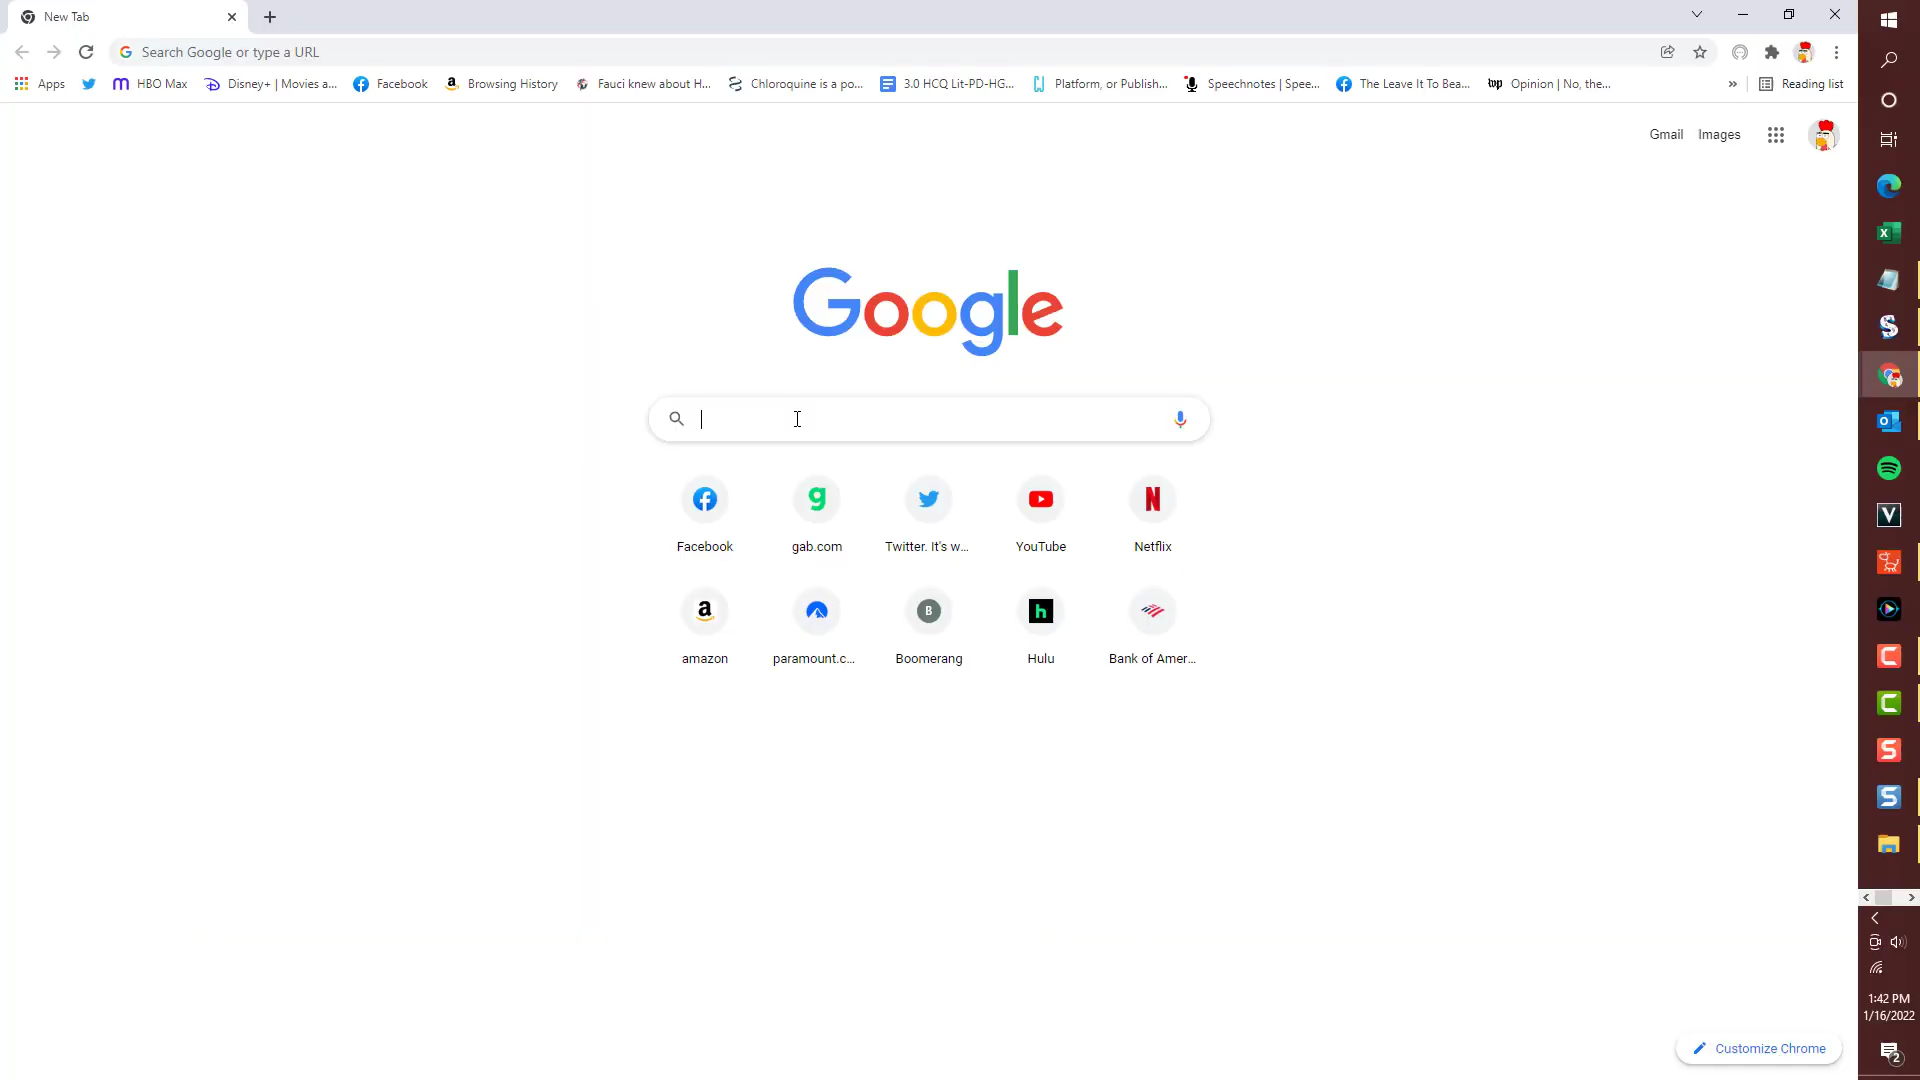 New Tab
Search Google or type a URL
Apps
HBO Max
Disney+ | Movies a...
Facebook
Browsing History
Fauci knew about H...
Chloroquine is a po...
3.0 HCQ Lit-PD-HG...
Platform, or Publish...
Speechnotes | Spee...
The Leave It To Bea...
wp Opinion | No, the...
»
Reading list
Gmail Images
Google
Facebook
gab.com
Twitter. It's w...
YouTube
Netflix
amazon
paramount.c...
Boomerang
Hulu
Bank of Amer...
1:42 PM
1/16/2022
Customize Chrome
2